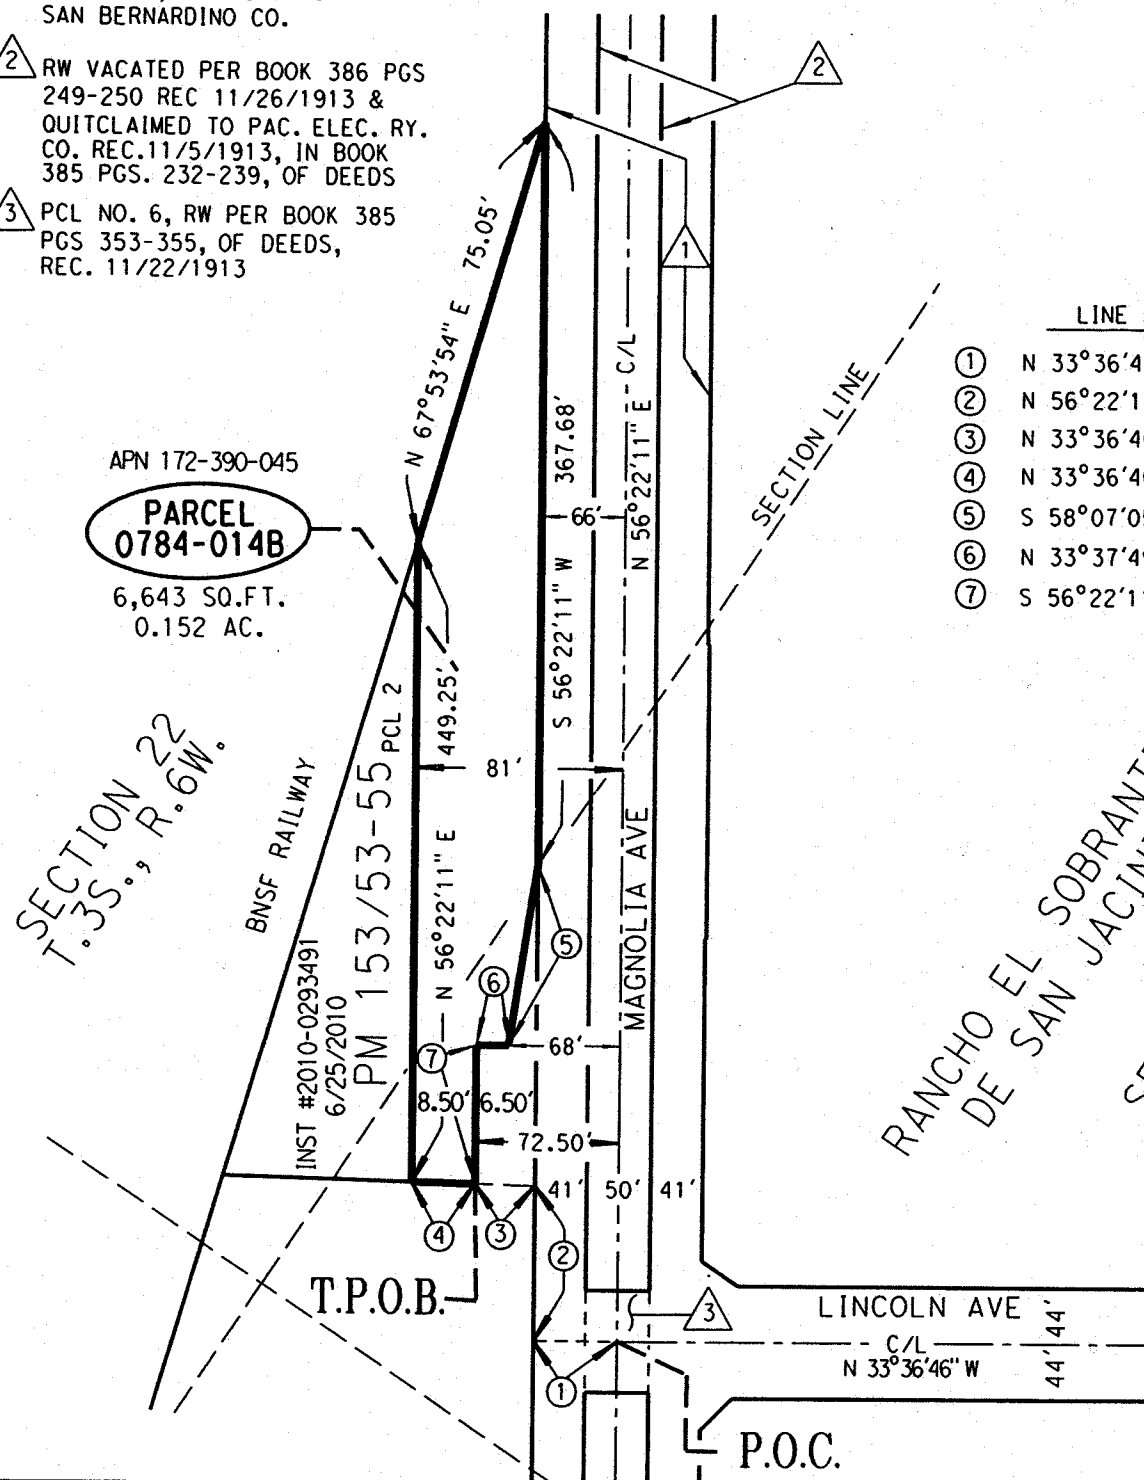 SAN BERNARDINO CO.
2 RW VACATED PER BOOK 386 PGS
249-250 REC 11/26/1913 &
QUITCLAIMED TO PAC. ELEC. RY.
CO. REC.11/5/1913, IN BOOK
385 PGS. 232-239, OF DEEDS
3 PCL NO. 6, RW PER BOOK 385
PGS 353-355, OF DEEDS,
REC. 11/22/1913
2
1
N 67°53'54" E 75.05'
367.68'
S 56°22'11" W
66'
C/L
N 56°22'11" E
SECTION LINE
LINE
① N 33°36'4
② N 56°22'1
③ N 33°36'4
④ N 33°36'4
⑤ S 58°07'0
⑥ N 33°37'4
⑦ S 56°22'1
APN 172-390-045
PARCEL
0784-014B
6,643 SQ.FT.
0.152 AC.
SECTION 22
T.3S., R.6W.
BNSF RAILWAY
PM 153/53-55
PCL 2
449.25'
81'
N 56°22'11" E
MAGNOLIA AVE
INST #2010-0293491
6/25/2010
⑤
⑥
⑦
68'
8.50'
6.50'
72.50'
41'
50'
41'
④
③
②
①
T.P.O.B.
3
LINCOLN AVE
C/L
N 33°36'46" W
44'
44'
P.O.C.
RANCHO EL SOBRANT
DE SAN JACIN